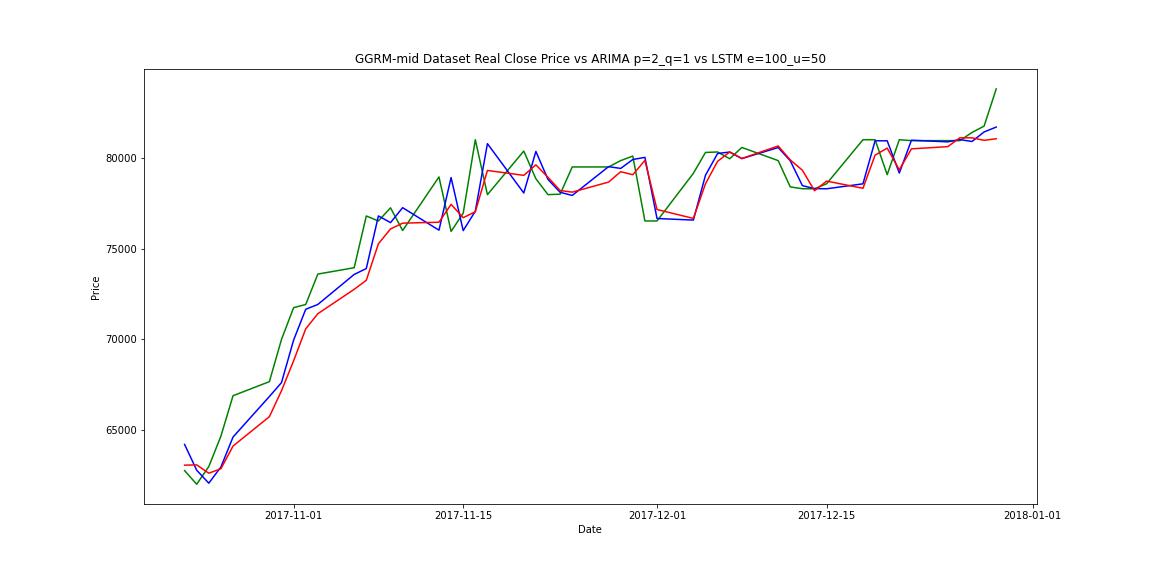 GGRM-mid Dataset Real Close Price vs ARIMA p=2_q=1 vs LSTM e=100_u=50
80000
75000
70000
65000
Price
2017-11-01 2017-11-15 2017-12-01 2017-12-15 2018-01-01
Date